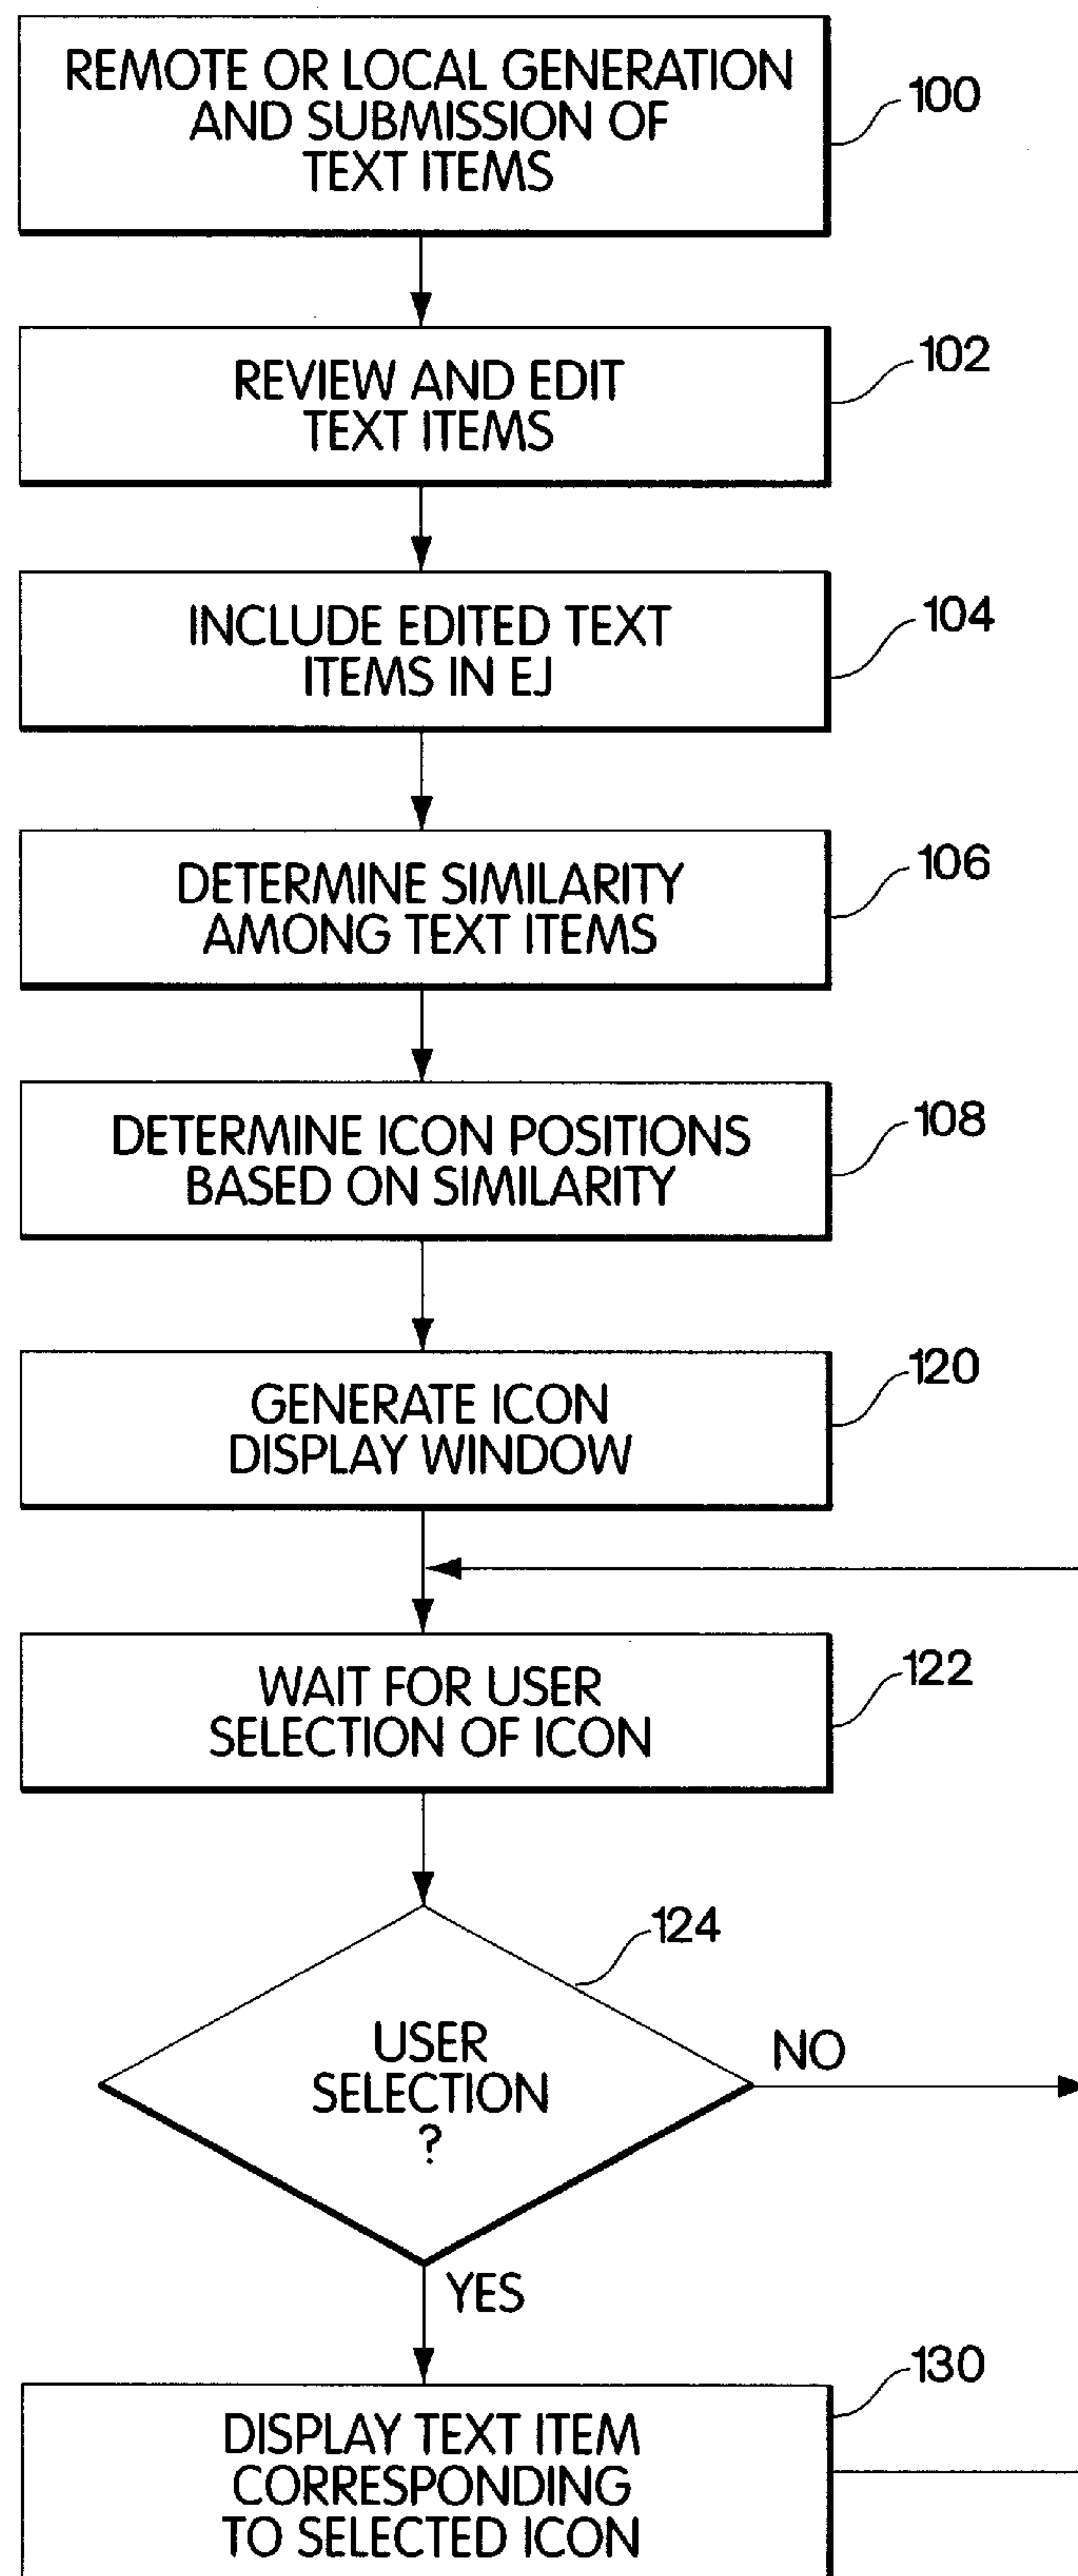 REMOTE OR LOCAL GENERATION
AND SUBMISSION OF
TEXT ITEMS
100
REVIEW AND EDIT
TEXT ITEMS
102
INCLUDE EDITED TEXT
ITEMS IN EJ
104
DETERMINE SIMILARITY
AMONG TEXT ITEMS
106
DETERMINE ICON POSITIONS
BASED ON SIMILARITY
108
GENERATE ICON
DISPLAY WINDOW
120
WAIT FOR USER
SELECTION OF ICON
122
124
USER
SELECTION
?
NO
YES
130
DISPLAY TEXT ITEM
CORRESPONDING
TO SELECTED ICON